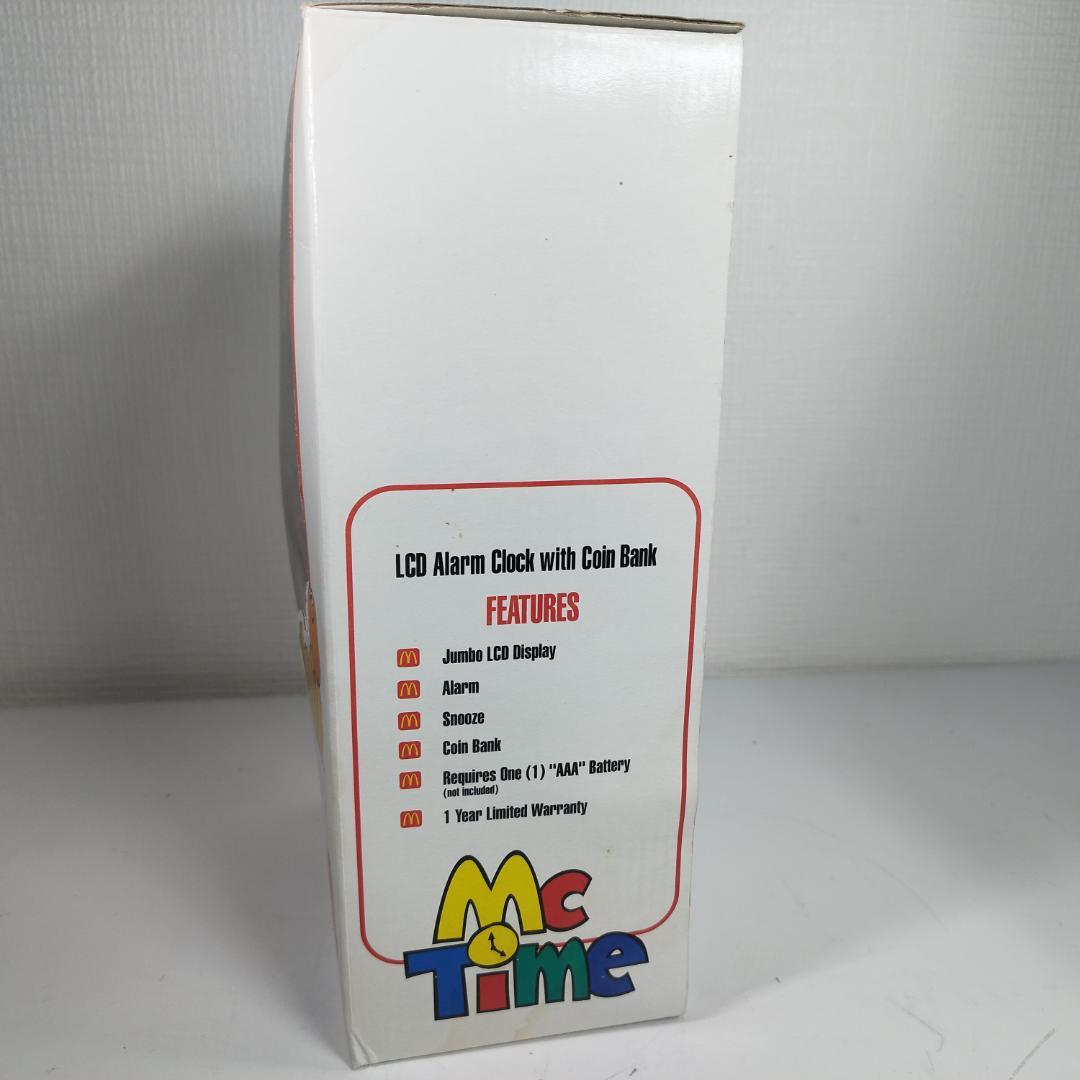 LCD Alarm Clock with Coin Bank
FEATURES
Jumbo LCD Display
Alarm
Snooze
Coin Bank
Requires One (1) "AAA" Battery
(not included)
1 Year Limited Warranty
Mc
Time